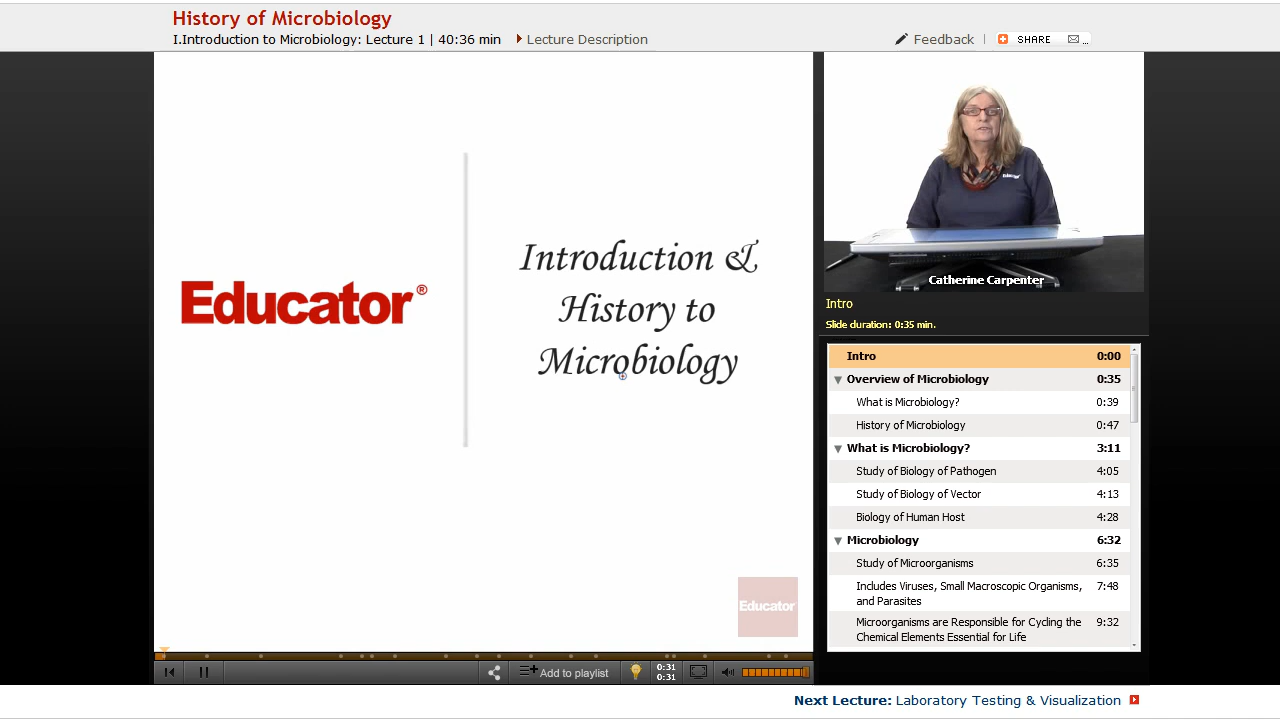 History of Microbiology
I.Introduction to Microbiology: Lecture 1 | 40:36 min
Lecture Description
Feedback
SHARE
...
Educator®
Introduction &
History to
Microbiology
Educator
Educator
Catherine Carpenter
Intro
Slide duration: 0:35 min.
Intro 0:00
Overview of Microbiology 0:35
What is Microbiology? 0:39
History of Microbiology 0:47
What is Microbiology? 3:11
Study of Biology of Pathogen 4:05
Study of Biology of Vector 4:13
Biology of Human Host 4:28
Microbiology 6:32
Study of Microorganisms 6:35
Includes Viruses, Small Macroscopic Organisms, 7:48
and Parasites
Microorganisms are Responsible for Cycling the 9:32
Chemical Elements Essential for Life
Add to playlist
0:31
0:31
Next Lecture: Laboratory Testing & Visualization